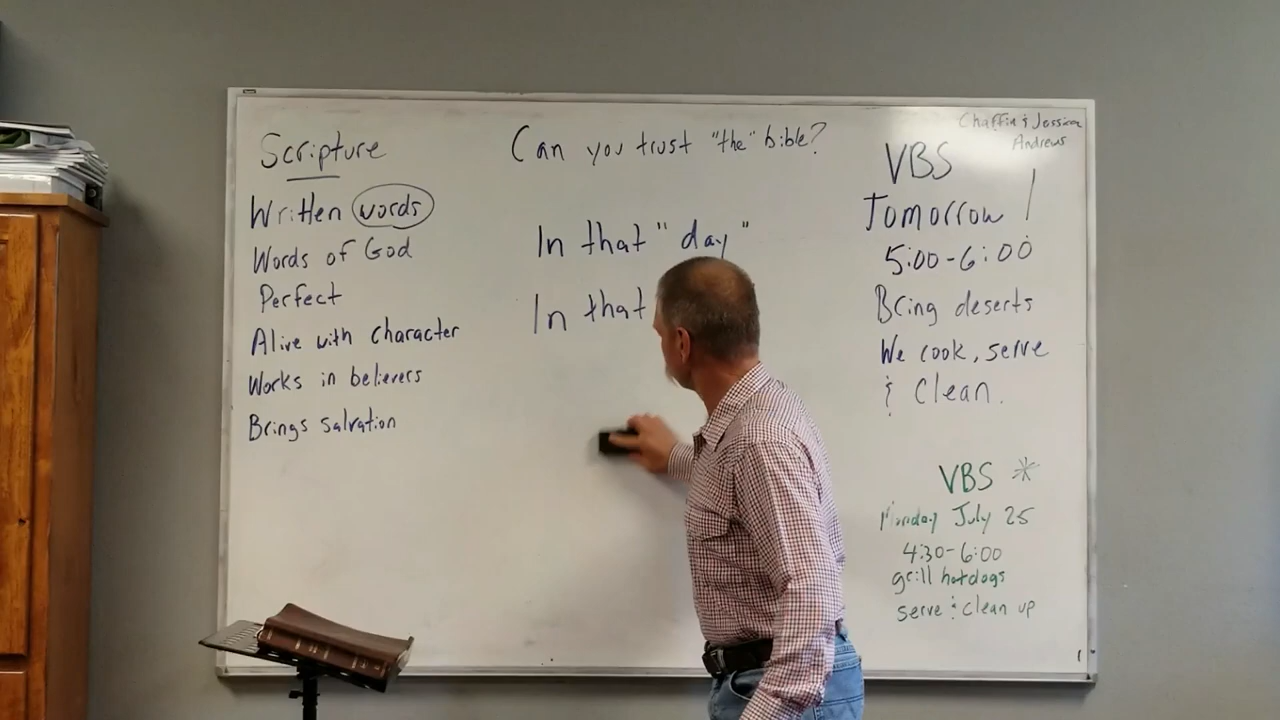 Scripture
Written words
Words of God
Perfect
Alive with character
Works in believers
Brings salvation
Can you trust "the" bible?
In that "day"
In that
Chaffin & Jessica
Andrews
VBS
Tomorrow!
5:00-6:00
Bring deserts
We cook, serve
& Clean.
VBS *
Monday July 25
4:30-6:00
grill hotdogs
serve & clean up